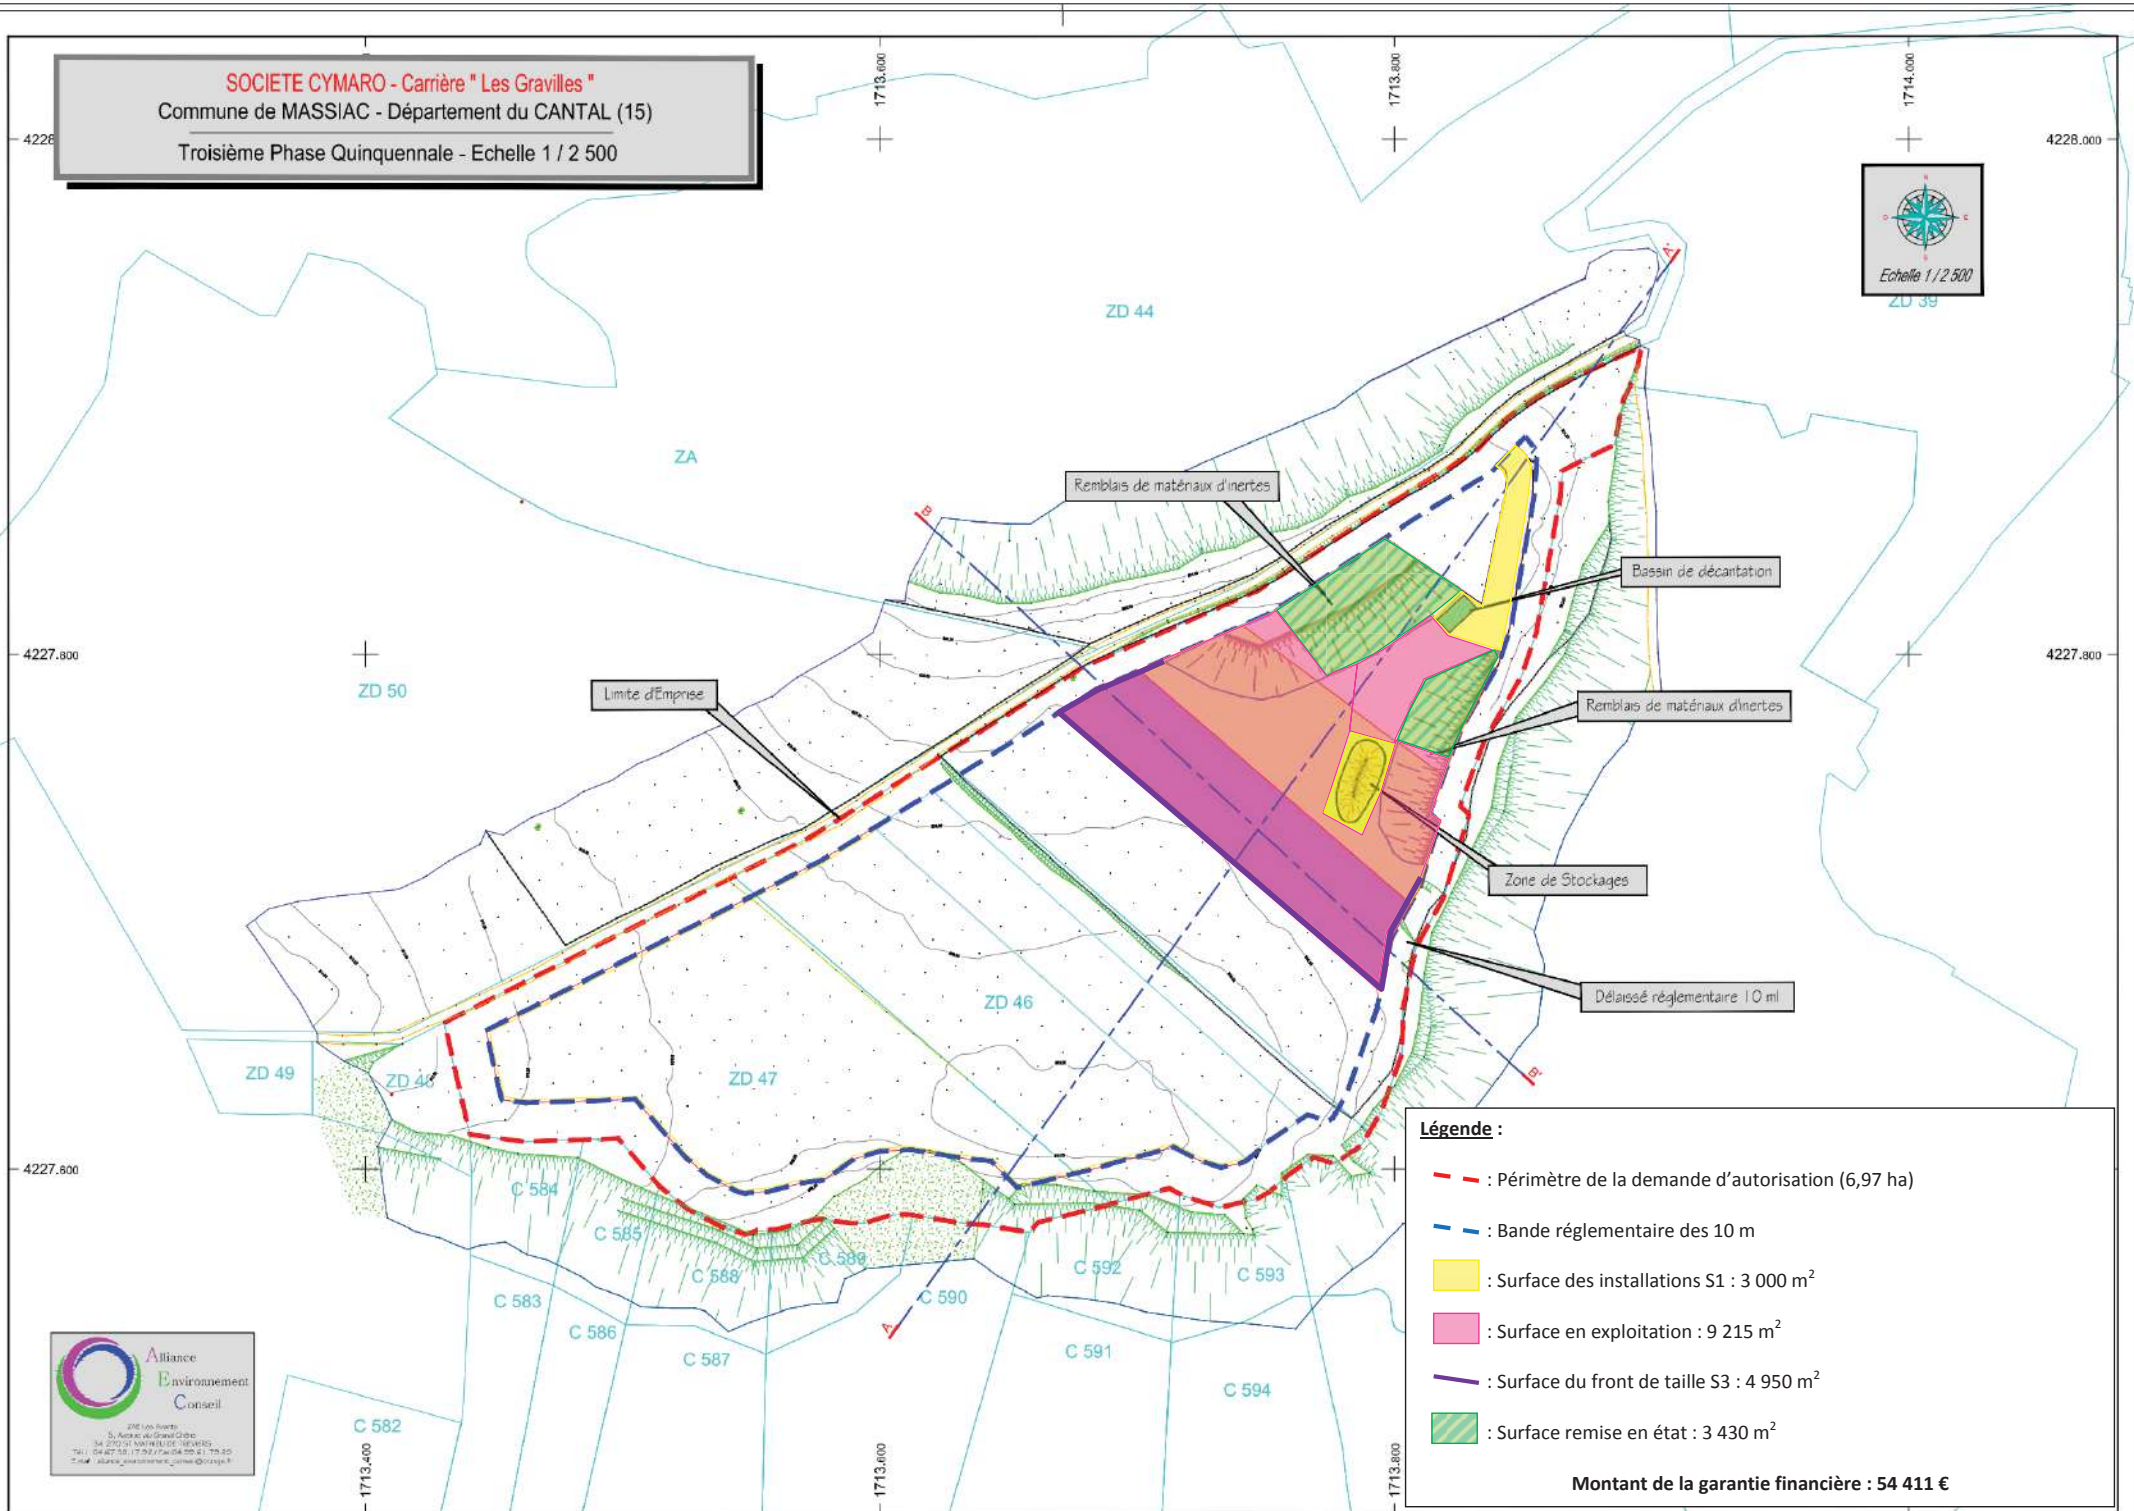 SOCIETE CYMARO - Carrière " Les Gravilles "
Commune de MASSIAC - Département du CANTAL (15)
Troisième Phase Quinquennale - Echelle 1 / 2 500
1713.600
1713.800
1714.000
4228
4228.000
N
O
E
S
Echelle 1 / 2 500
ZD 39
A'
ZD 44
ZA
Remblais de matériaux d'inertes
B
Bassin de décantation
4227.800
4227.800
ZD 50
Limite d'Emprise
Remblais de matériaux d'inertes
Zone de Stockages
Délaissé réglementaire 10 ml
ZD 46
ZD 49
ZD 48
ZD 47
B'
4227.600
C 584
C 585
C 588
C 589
C 592
C 593
C 583
C 586
C 587
C 590
A
C 591
C 594
C 582
Légende :
: Périmètre de la demande d'autorisation (6,97 ha)
: Bande réglementaire des 10 m
: Surface des installations S1 : 3 000 m²
: Surface en exploitation : 9 215 m²
: Surface du front de taille S3 : 4 950 m²
: Surface remise en état : 3 430 m²
Montant de la garantie financière : 54 411 €
Alliance
Environnement
Conseil
1713.400
1713.600
1713.800